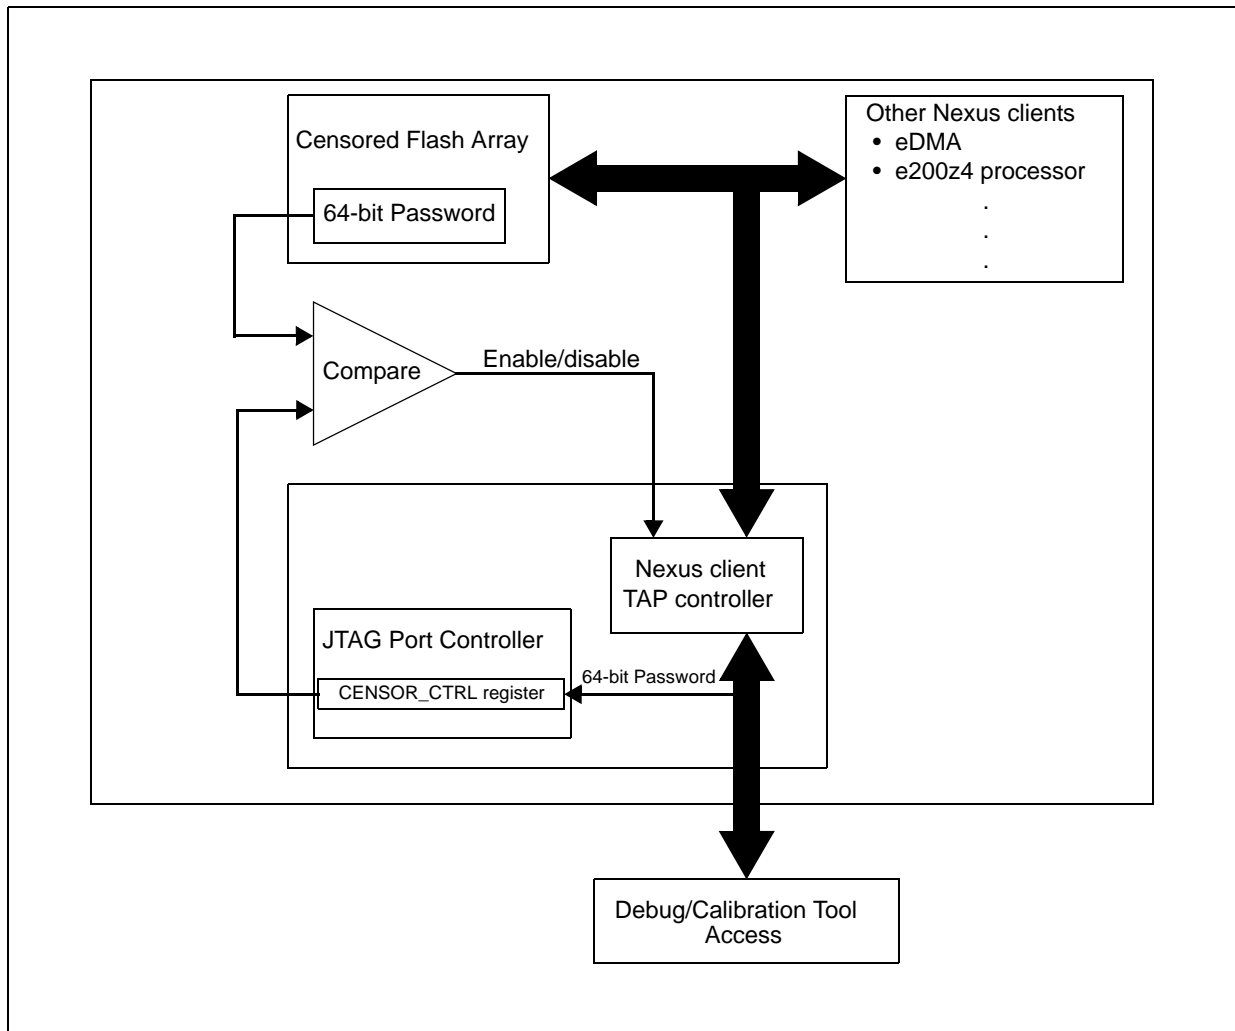 Censored Flash Array
64-bit Password
Other Nexus clients
• eDMA
• e200z4 processor
.
.
.
Compare
Enable/disable
Nexus client
TAP controller
JTAG Port Controller
64-bit Password
CENSOR_CTRL register
Debug/Calibration Tool
Access